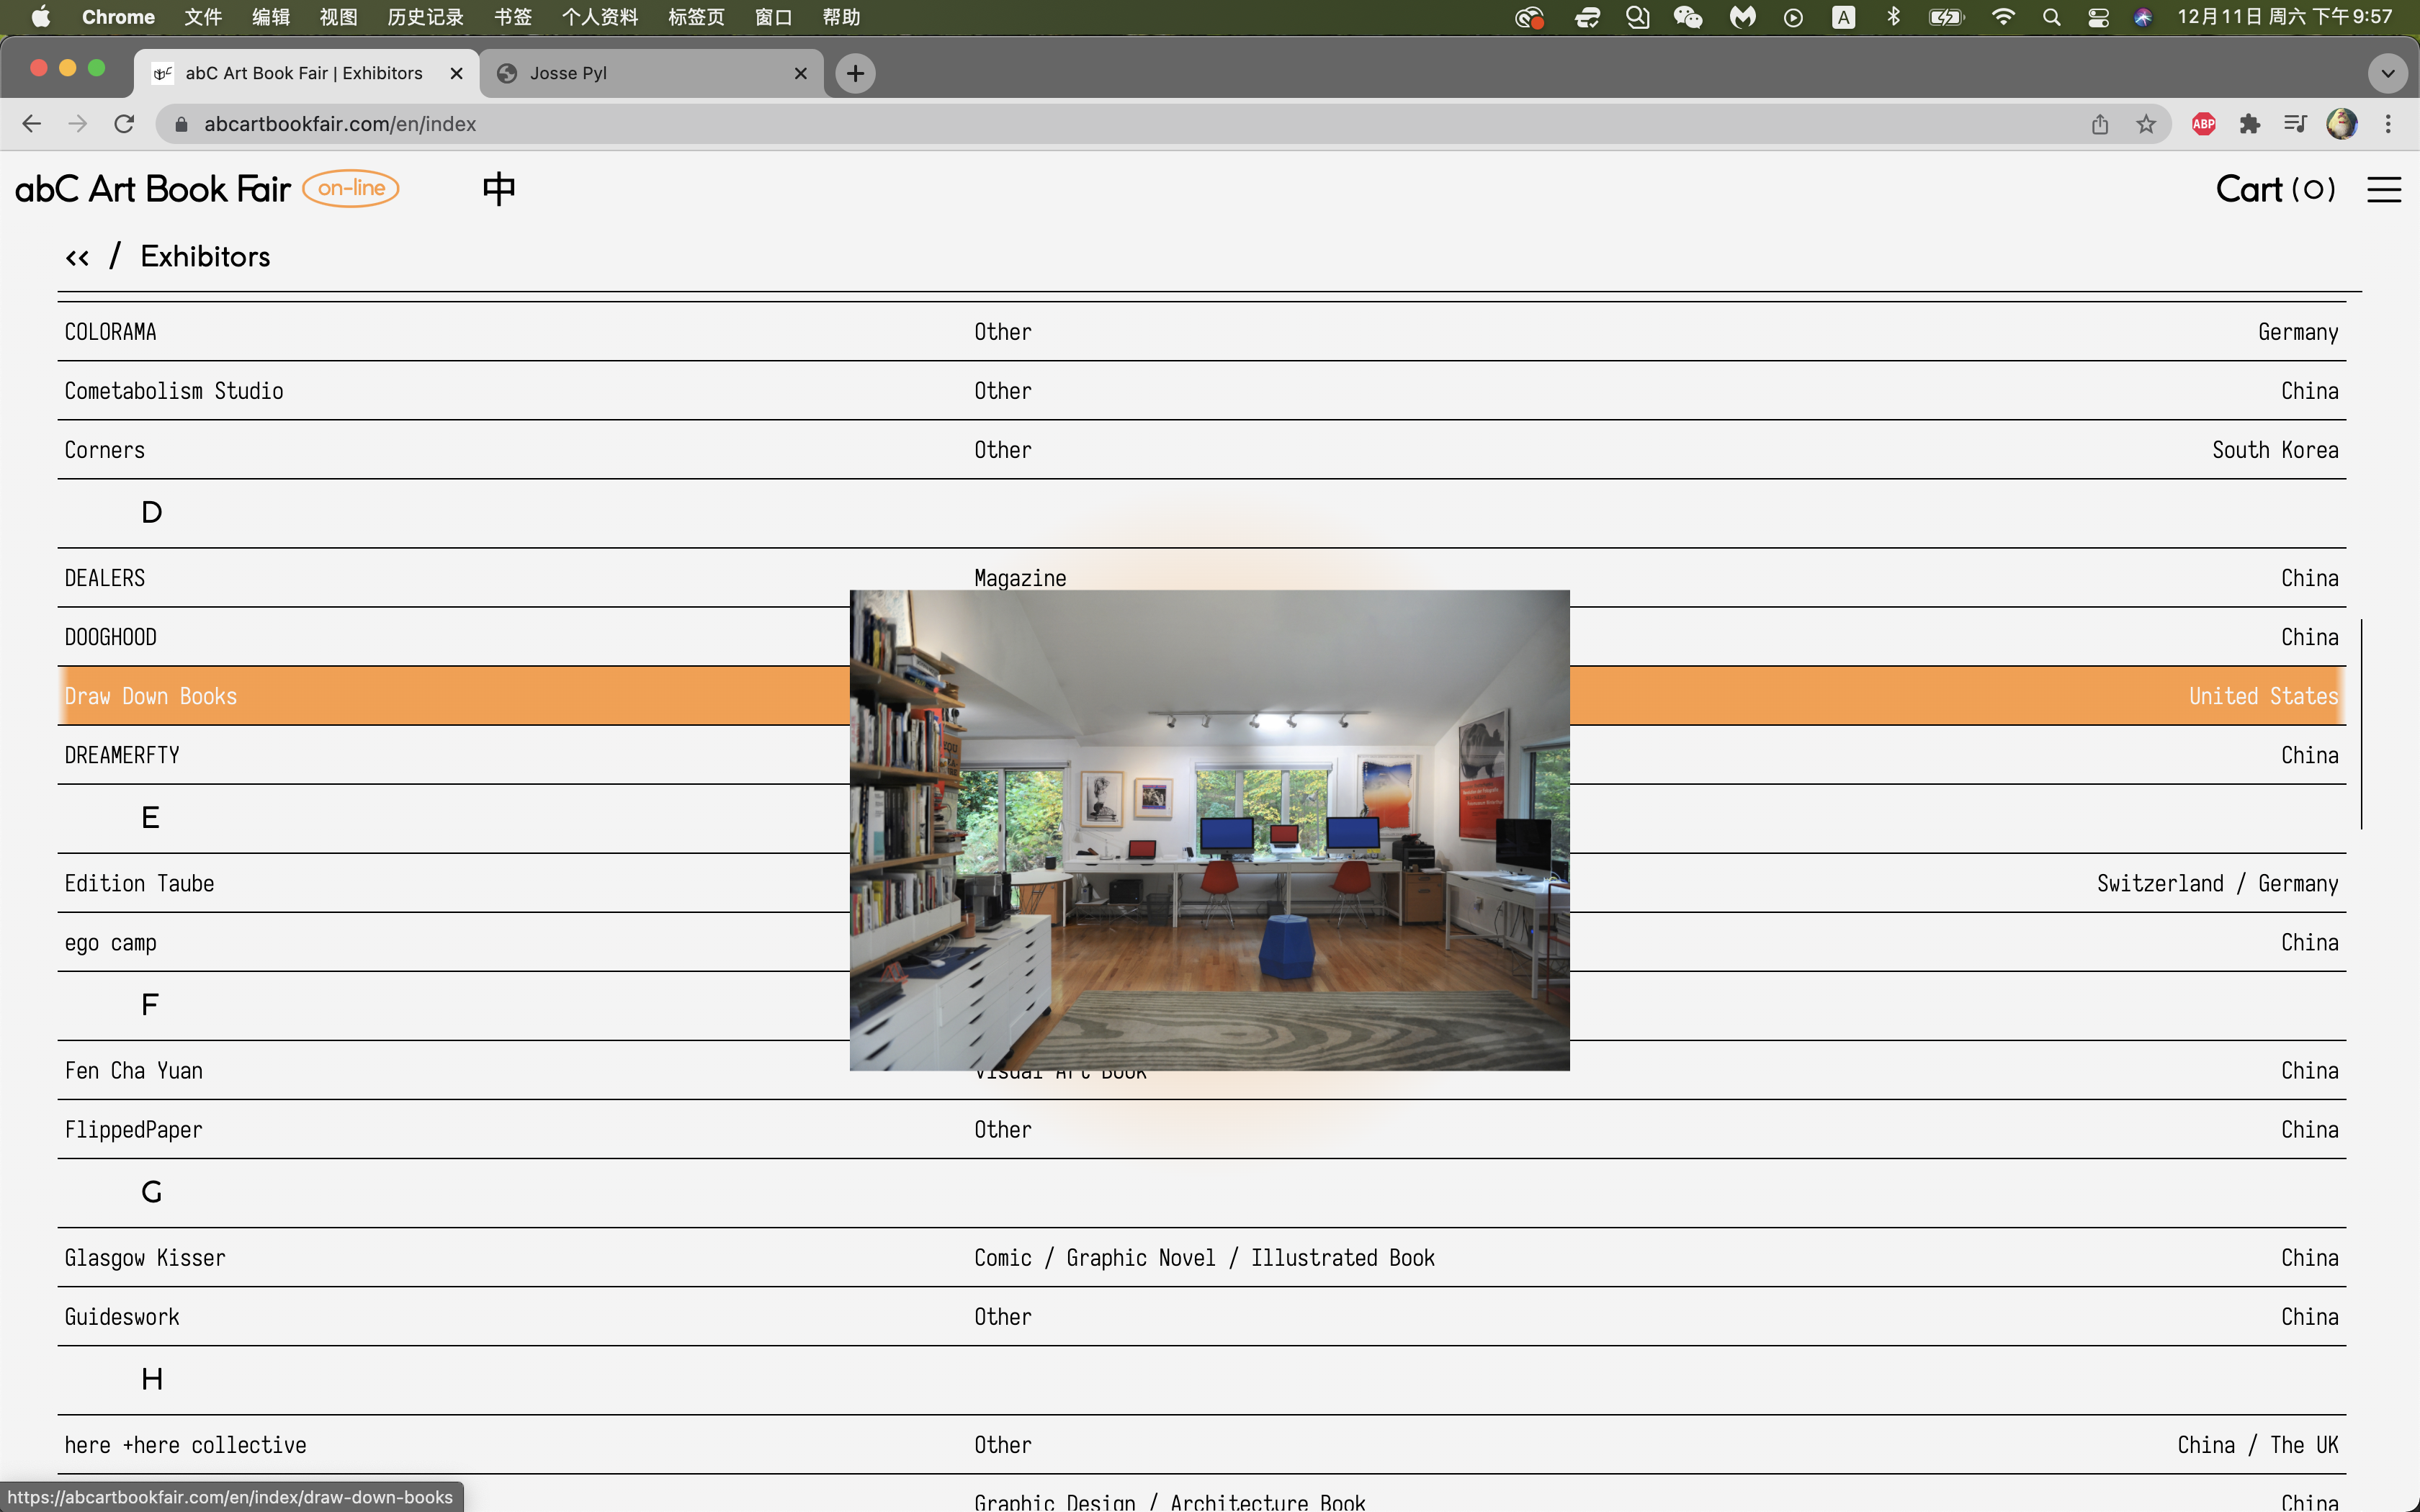 Chrome 文件 编辑 视图 历史记录 书签 个人资料 标签页 窗口 帮助 A 12月11日 周六 下午9:57
abC Art Book Fair | Exhibitors Josse Pyl
abcartbookfair.com/en/index ABP
abC Art Book Fair on-line 中 Cart (0)
<< / Exhibitors
COLORAMA Other Germany
Cometabolism Studio Other China
Corners Other South Korea
D
DEALERS Magazine China
DOOGHOOD China
Draw Down Books United States
DREAMERFTY China
E
Edition Taube Switzerland / Germany
ego camp China
F
Fen Cha Yuan Visual Art Book China
FlippedPaper Other China
G
Glasgow Kisser Comic / Graphic Novel / Illustrated Book China
Guideswork Other China
H
here +here collective Other China / The UK
Graphic Design / Architecture Book China
https://abcartbookfair.com/en/index/draw-down-books